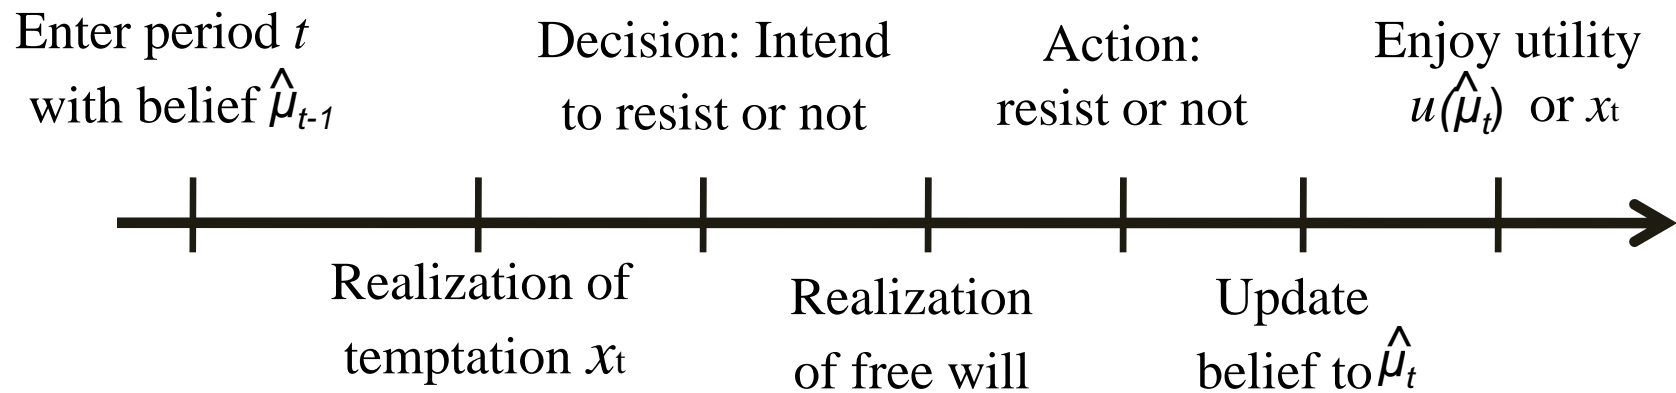 Enter period t
with belief μ̂t-1
Decision: Intend
to resist or not
Action:
resist or not
Enjoy utility
u(μ̂t) or xt
Realization of
temptation xt
Realization
of free will
Update
belief to μ̂t